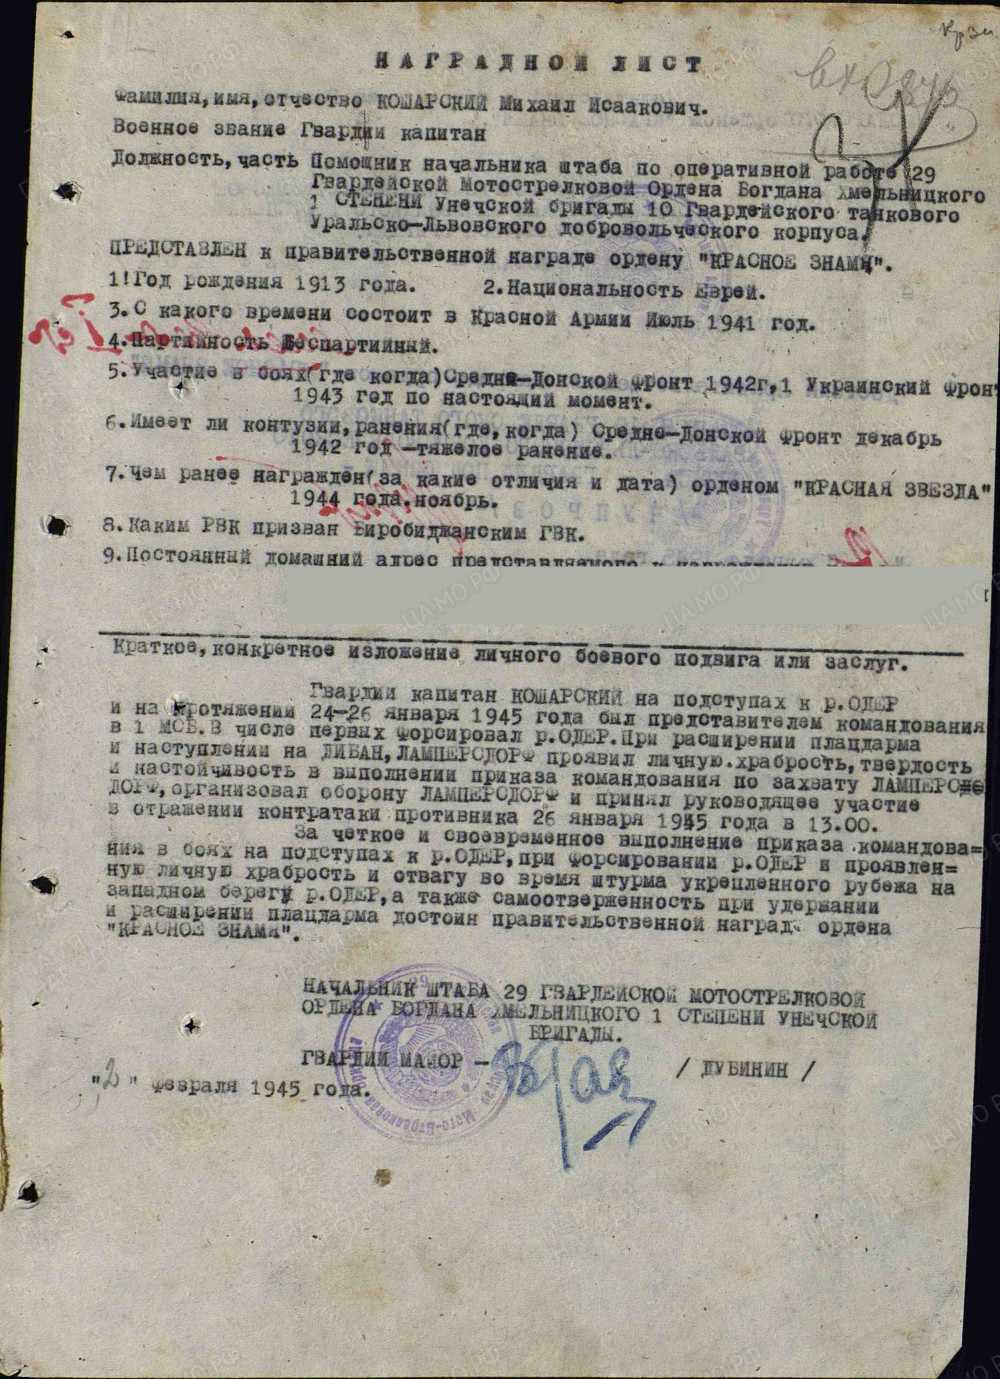 НАГРАДНОЙ ЛИСТ
Фамилия,имя,отчество КОШАРСКИЙ Михаил Исаакович.
Военное звание Гвардии капитан
Должность,часть Помощник начальника штаба по оперативной работе 29
Гвардейской Мотострелковой Ордена Богдана Хмельницкого
1 СТЕПЕНИ Унечской бригады 10 Гвардейского танкового
Уральско-Львовского добровольческого корпуса.
ПРЕДСТАВЛЕН к правительственной награде ордену "КРАСНОЕ ЗНАМЯ".
1!Год рождения 1913 года. 2.Национальность Еврей.
3.С какого времени состоит в Красной Армии Июль 1941 год.
4.Партийность Беспартийный.
5.Участие в боях(где когда)Средне-Донской фронт 1942г,1 Украинский фронт
1943 год по настоящий момент.
6.Имеет ли контузии,ранения(где,когда) Средне-Донской фронт декабрь
1942 год -тяжелое ранение.
7.Чем ранее награжден(за какие отличия и дата) орденом "КРАСНАЯ ЗВЕЗДА"
1944 года.ноябрь.
8.Каким РВК призван Биробиджанским ГВК.
9.Постоянный домашний адрес представляемого к награждению
Краткое,конкретное изложение личного боевого подвига или заслуг.
Гвардии капитан КОШАРСКИЙ на подступах к р.ОДЕР
и на протяжении 24-26 января 1945 года был представителем командования
в 1 МСБ.В числе первых форсировал р.ОДЕР.При расширении плацдарма
и наступлении на ДИБАН,ЛАМПЕРСДОРФ проявил личную.храбрость,твердость
и настойчивость в выполнении приказа командования по захвату ЛАМПЕРС=
ДОРФ,организовал оборону ЛАМПЕРСДОРФ и принял руководящее участие
в отражении контратаки противника 26 января 1945 года в 13.00.
За четкое и своевременное выполнение приказа командова=
ния в боях на подступах к р.ОДЕР,при форсировании р.ОДЕР и проявлен=
ную личную храбрость и отвагу во время штурма укрепленного рубежа на
западном берегу р.ОДЕР,а также самоотверженность при удержании
и расширении плацдарма достоин правительственной наград. ордена
"КРАСНОЕ ЗНАМЯ".
НАЧАЛЬНИК ШТАБА 29 ГВАРДЕЙСКОЙ МОТОСТРЕЛКОВОЙ
ОРДЕНА БОГДАНА ХМЕЛЬНИЦКОГО 1 СТЕПЕНИ УНЕЧСКОЙ
БРИГАДЫ.
ГВАРДИИ МАЙОР - / ДУБИНИН /
"2" февраля 1945 года.